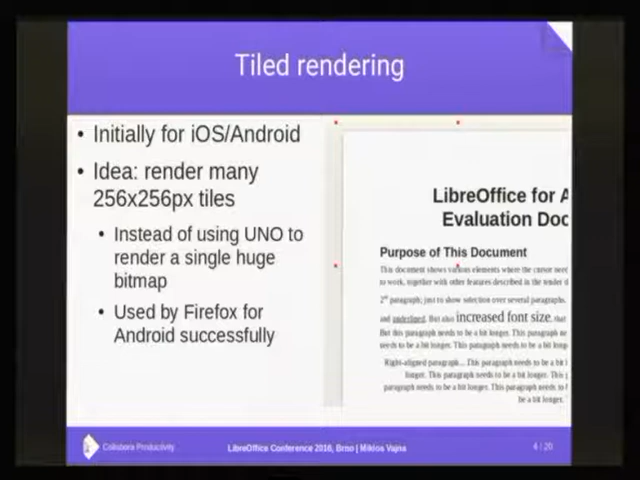 Tiled rendering
• Initially for iOS/Android
• Idea: render many
256x256px tiles
• Instead of using UNO to
render a single huge
bitmap
• Used by Firefox for
Android successfully
LibreOffice for A
Evaluation Doc
Purpose of This Document
This document shows various elements where the cursor need
to work, together with other features described in the tender d
2nd paragraph; just to show selection over several paragraphs.
and underlined. But also increased font size, that
But this paragraph needs to be a bit longer. This paragraph ne
needs to be a bit longer. This paragraph needs to be a bit long
Right-aligned paragraph... This paragraph needs to be a bit l
longer. This paragraph needs to be a bit longer. This p
paragraph needs to be a bit longer. This paragraph needs to b
be a bit longer.
Collabora Productivity
LibreOffice Conference 2016, Brno | Miklos Vajna
4 / 20